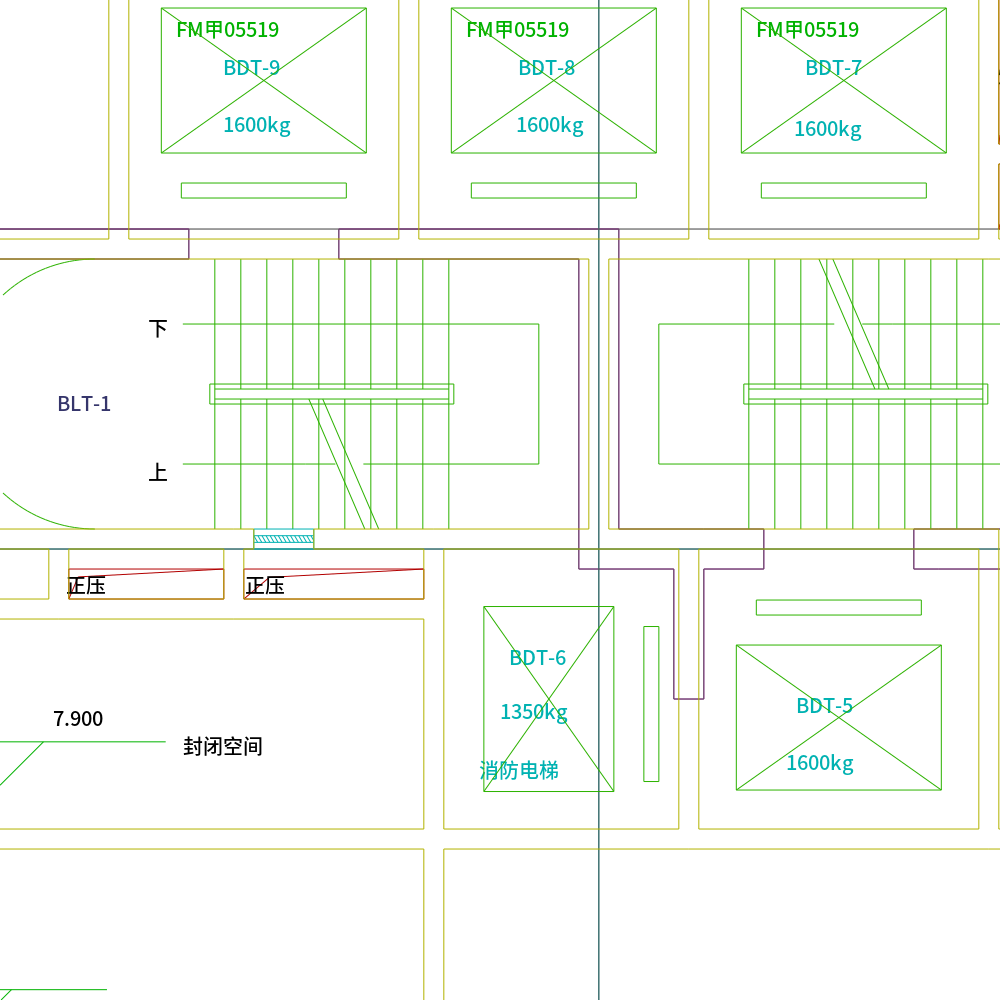 FM甲05519
FM甲05519
FM甲05519
BDT-9
BDT-8
BDT-7
1600kg
1600kg
1600kg
下
BLT-1
上
正压
正压
BDT-6
1350kg
消防电梯
BDT-5
1600kg
7.900
封闭空间